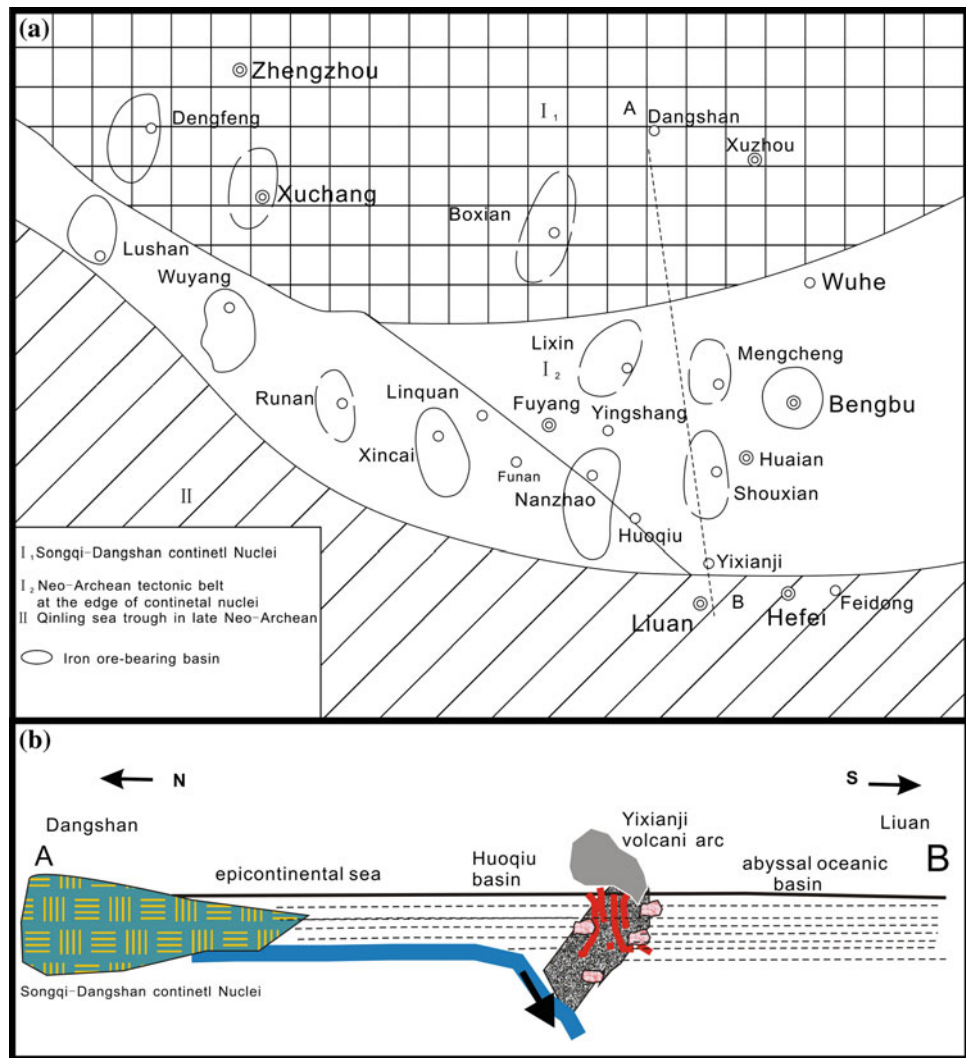 (a)
Zhengzhou
Dengfeng
I₁
A
Dangshan
Xuzhou
Xuchang
Boxian
Lushan
Wuyang
Wuhe
Lixin
I₂
Mengcheng
Runan
Linquan
Fuyang
Yingshang
Bengbu
Xincai
Funan
Huaian
Nanzhao
Shouxian
II
Huoqiu
Yixianji
B
Liuan
Hefei
Feidong
I₁ Songqi-Dangshan continetl Nuclei
I₂ Neo-Archean tectonic belt
at the edge of continetal nuclei
II Qinling sea trough in late Neo-Archean
Iron ore-bearing basin
(b)
N
S
Dangshan
Yixianji
volcani arc
Liuan
A
epicontinental sea
Huoqiu
basin
abyssal oceanic
basin
B
Songqi-Dangshan continetl Nuclei